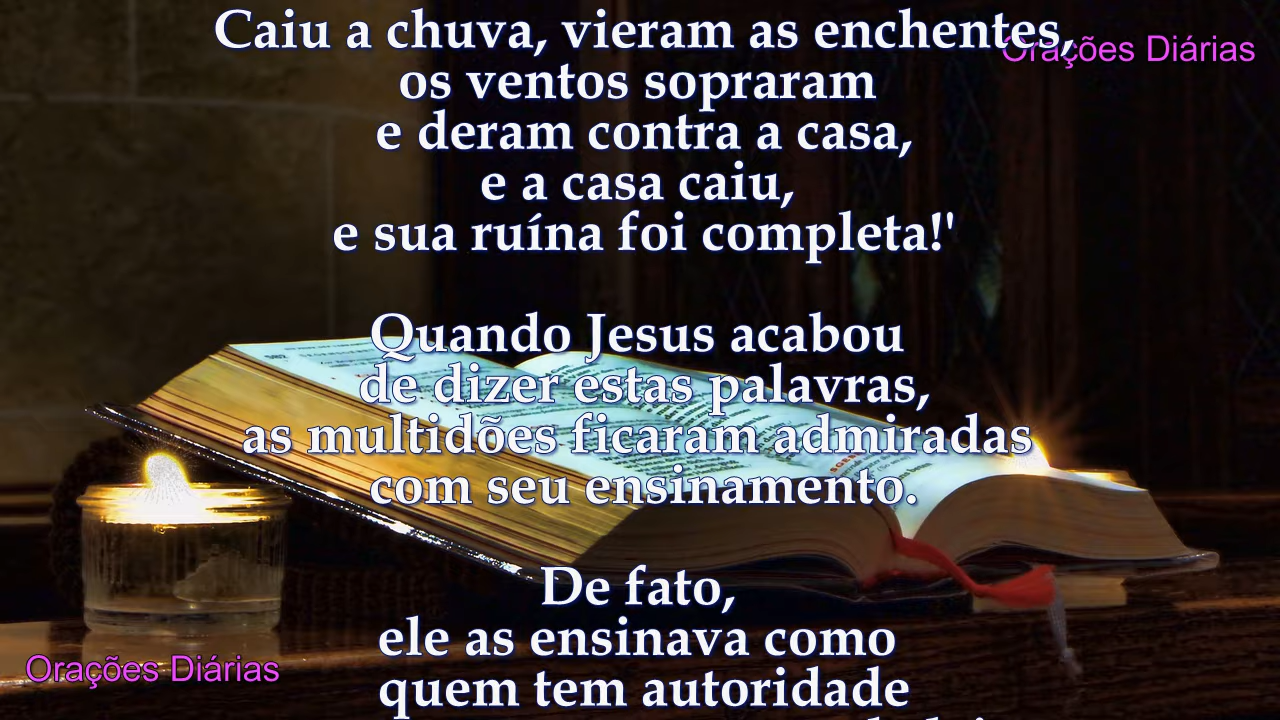 Caiu a chuva, vieram as enchentes,
Orações Diárias
os ventos sopraram
e deram contra a casa,
e a casa caiu,
e sua ruína foi completa!'
Quando Jesus acabou
de dizer estas palavras,
as multidões ficaram admiradas
com seu ensinamento.
De fato,
ele as ensinava como
Orações Diárias
quem tem autoridade